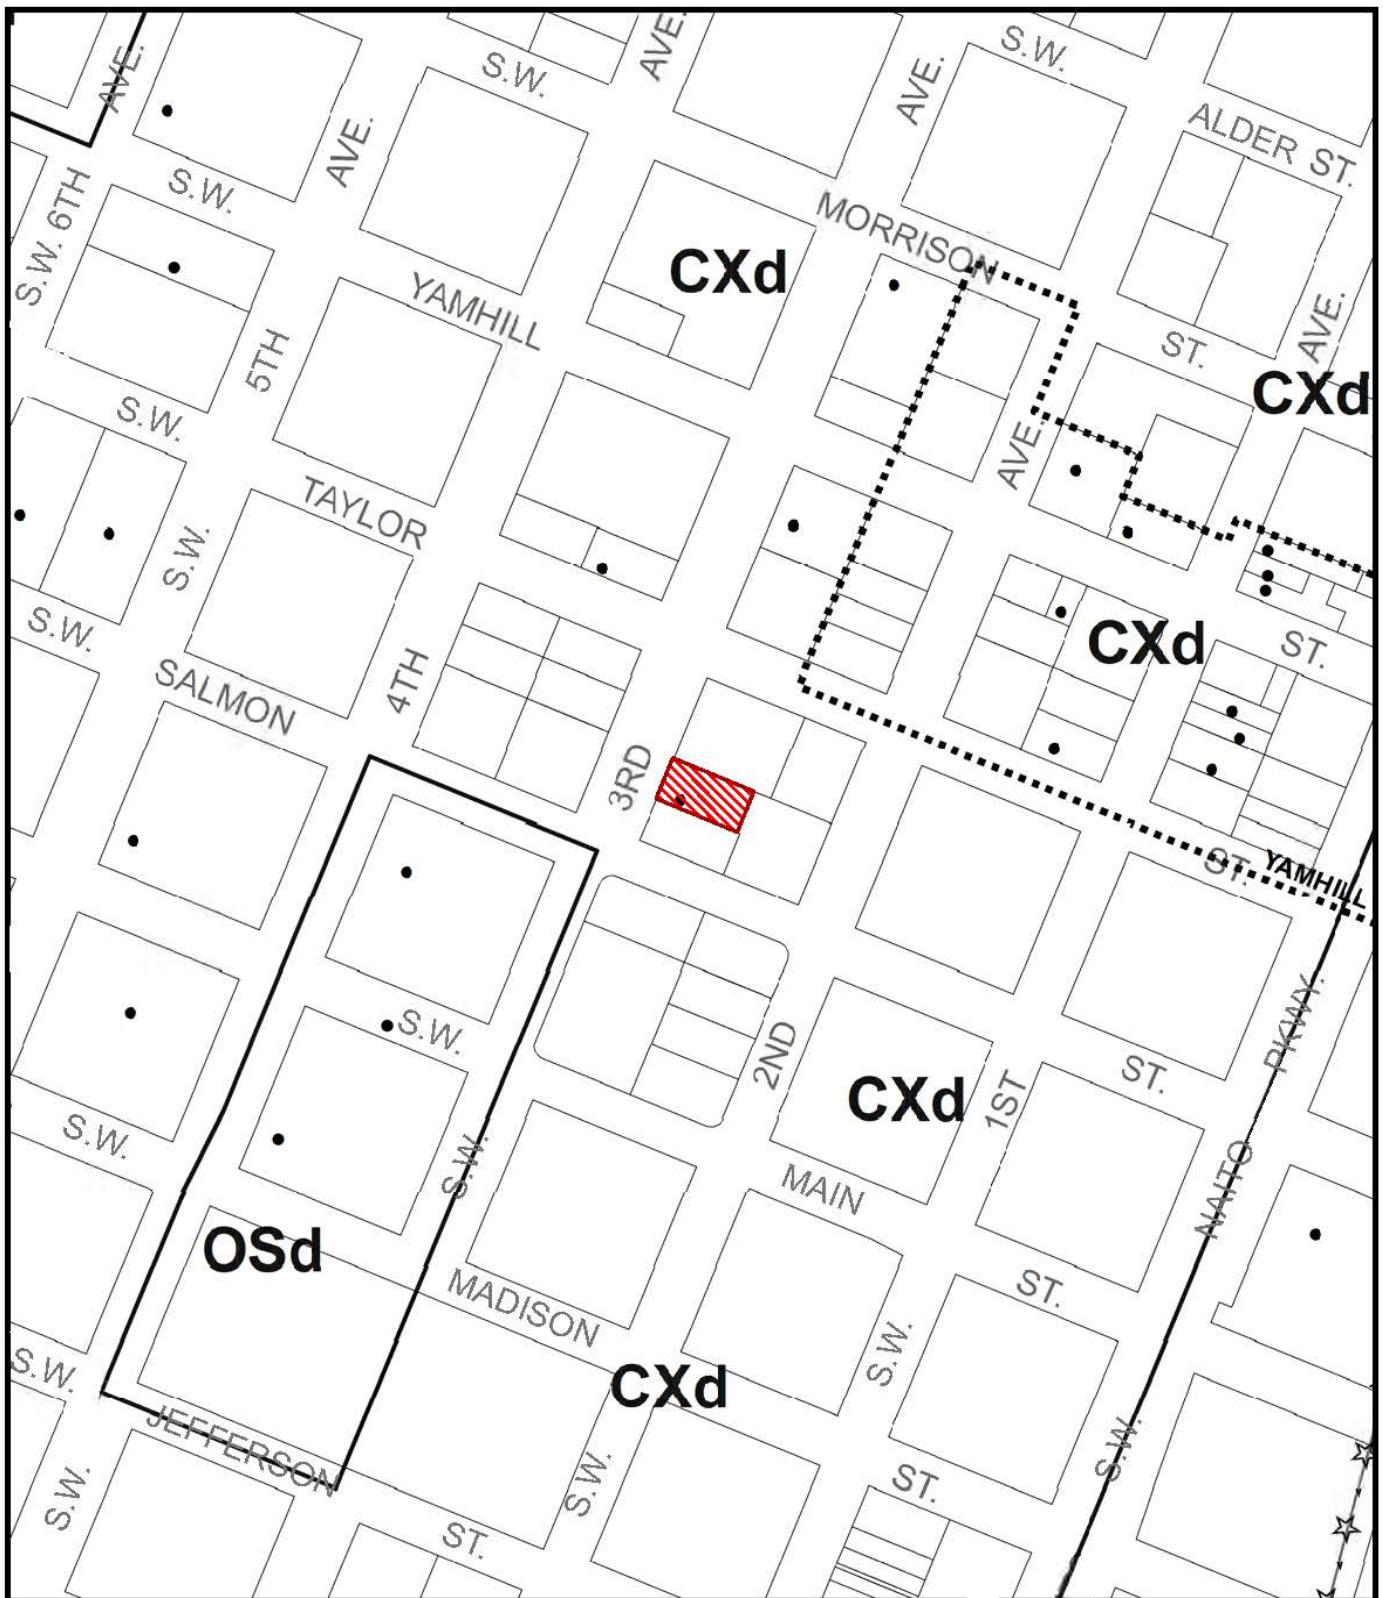 AVE.
S.W.
AVE.
S.W.
AVE.
AVE.
ALDER ST.
S.W.
S.W. 6TH
MORRISON
CXd
YAMHILL
AVE.
ST.
5TH
CXd
S.W.
AVE.
TAYLOR
S.W.
S.W.
CXd
ST.
SALMON
4TH
3RD
ST.
YAMHILL
S.W.
2ND
PKWY.
ST.
CXd
1ST
S.W.
S.W.
MAIN
NAITO
OSd
MADISON
ST.
S.W.
S.W.
CXd
JEFFERSON
S.W.
S.W.
S.W.
ST.
ST.